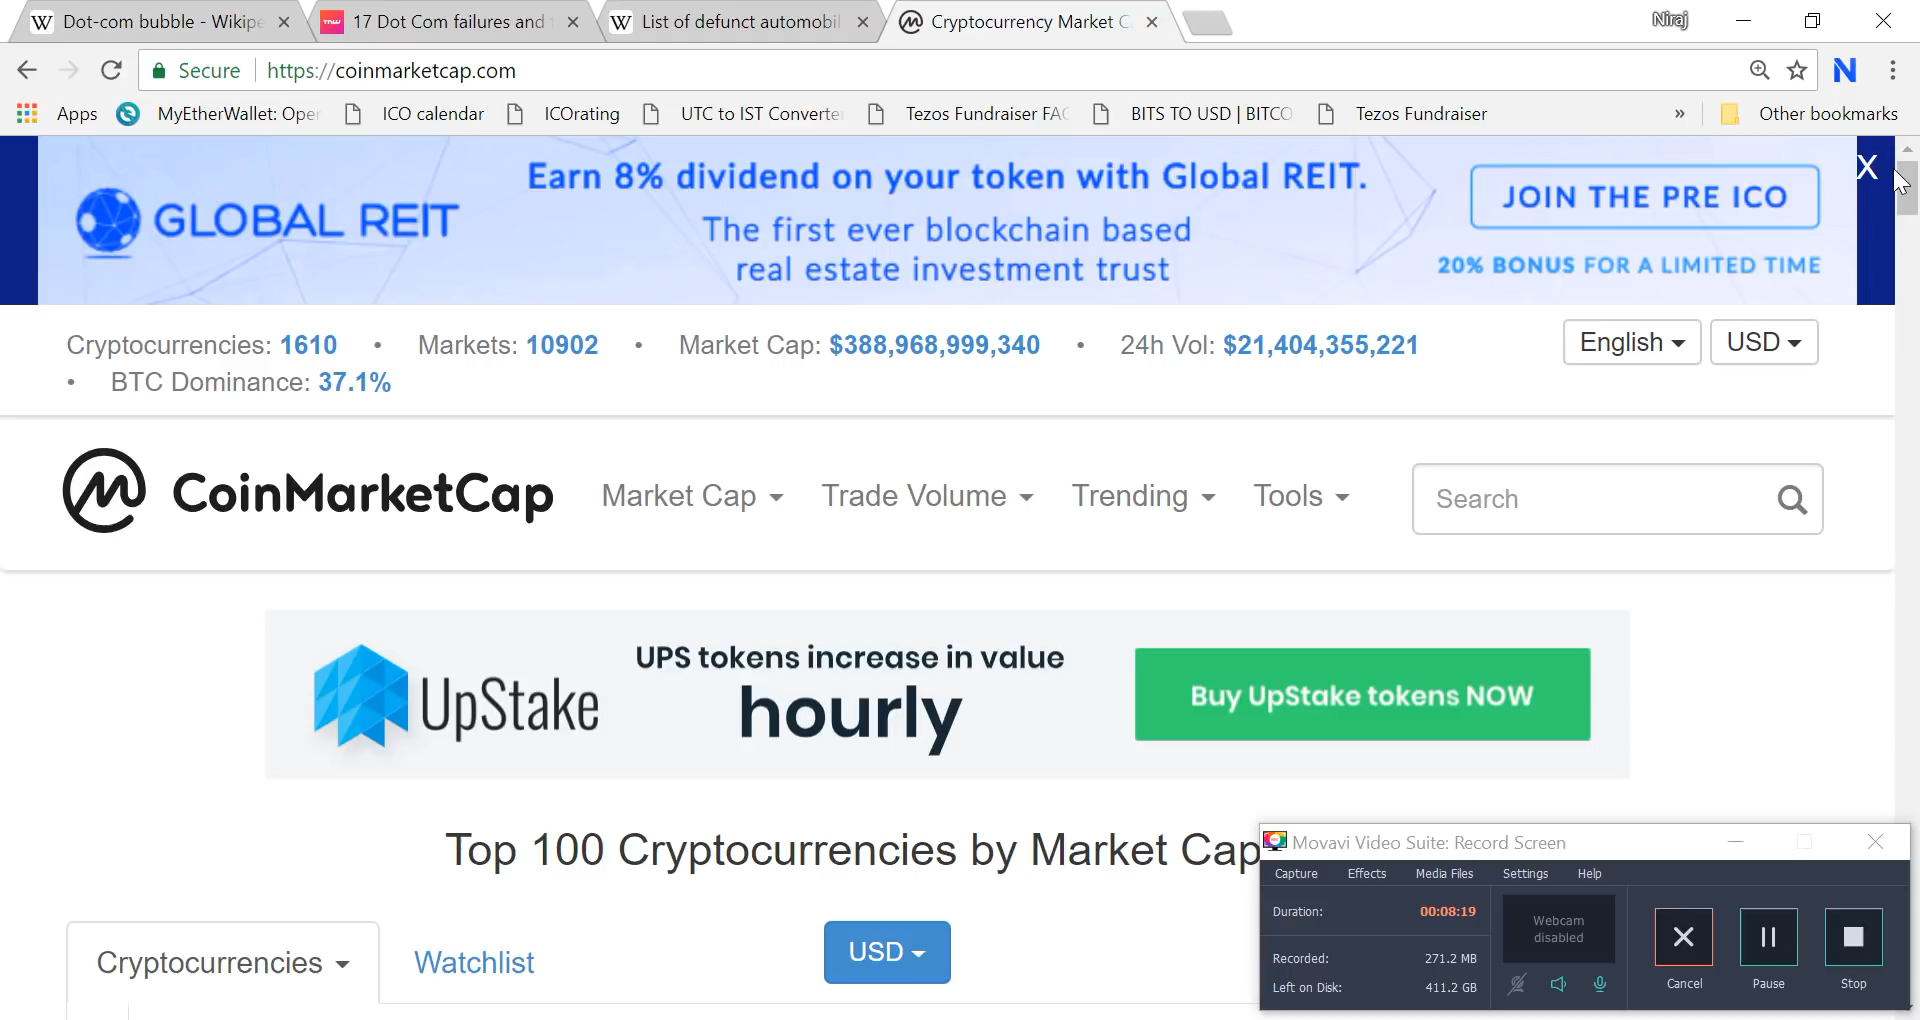 Dot-com bubble - Wikipe
17 Dot Com failures and
List of defunct automobil
Cryptocurrency Market C
Niraj
Secure
https://coinmarketcap.com
N
Apps
MyEtherWallet: Oper
ICO calendar
ICOrating
UTC to IST Converte
Tezos Fundraiser FAQ
BITS TO USD | BITCO
Tezos Fundraiser
»
Other bookmarks
GLOBAL REIT
Earn 8% dividend on your token with Global REIT.
The first ever blockchain based
real estate investment trust
JOIN THE PRE ICO
20% BONUS FOR A LIMITED TIME
X
Cryptocurrencies: 1610 • Markets: 10902 • Market Cap: $388,968,999,340 • 24h Vol: $21,404,355,221
• BTC Dominance: 37.1%
English
USD
CoinMarketCap
Market Cap
Trade Volume
Trending
Tools
Search
UpStake
UPS tokens increase in value
hourly
Buy UpStake tokens NOW
Top 100 Cryptocurrencies by Market Cap
Cryptocurrencies
Watchlist
USD
Movavi Video Suite: Record Screen
Capture Effects Media Files Settings Help
Duration: 00:08:19
Recorded: 271.2 MB
Left on Disk: 411.2 GB
Webcam
disabled
Cancel
Pause
Stop